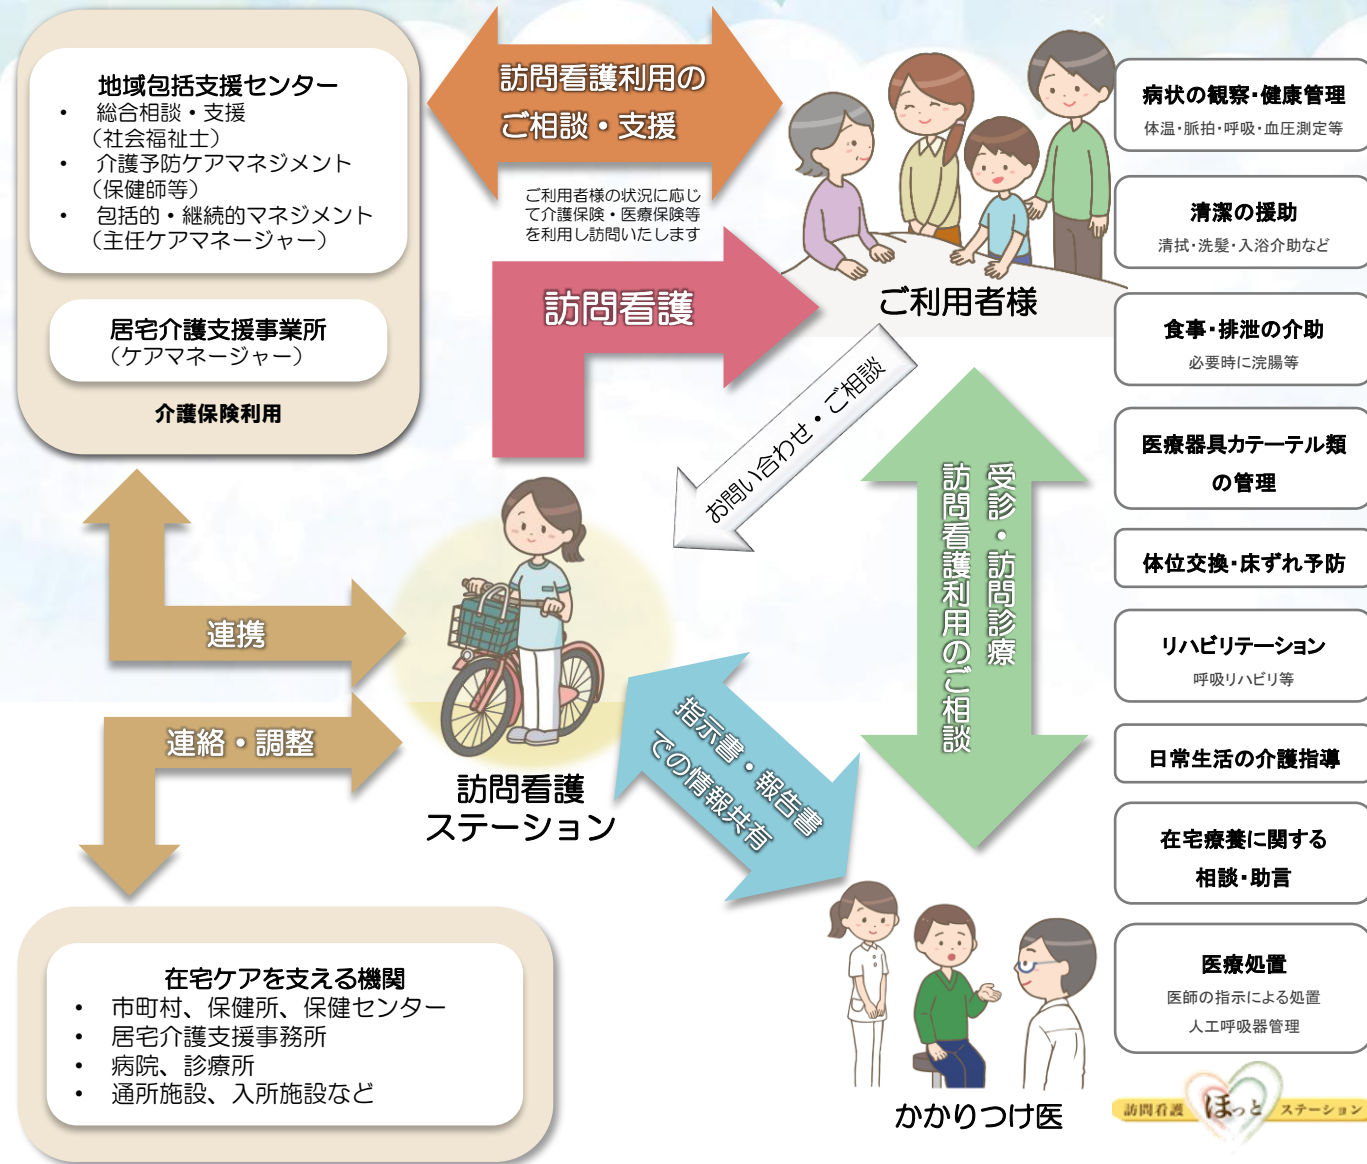 地域包括支援センター
• 総合相談・支援
（社会福祉士）
• 介護予防ケアマネジメント
（保健師等）
• 包括的・継続的マネジメント
（主任ケアマネージャー）
居宅介護支援事業所
（ケアマネージャー）
介護保険利用
訪問看護利用の
ご相談・支援
ご利用者様の状況に応じ
て介護保険・医療保険等
を利用し訪問いたします
訪問看護
ご利用者様
お問い合わせ・ご相談
受診・訪問診療
訪問看護利用のご相談
連携
連絡・調整
訪問看護
ステーション
指示書・報告書
での情報共有
在宅ケアを支える機関
• 市町村、保健所、保健センター
• 居宅介護支援事務所
• 病院、診療所
• 通所施設、入所施設など
かかりつけ医
病状の観察・健康管理
体温・脈拍・呼吸・血圧測定等
清潔の援助
清拭・洗髪・入浴介助など
食事・排泄の介助
必要時に浣腸等
医療器具カテーテル類
の管理
体位交換・床ずれ予防
リハビリテーション
呼吸リハビリ等
日常生活の介護指導
在宅療養に関する
相談・助言
医療処置
医師の指示による処置
人工呼吸器管理
訪問看護 ほっと ステーション